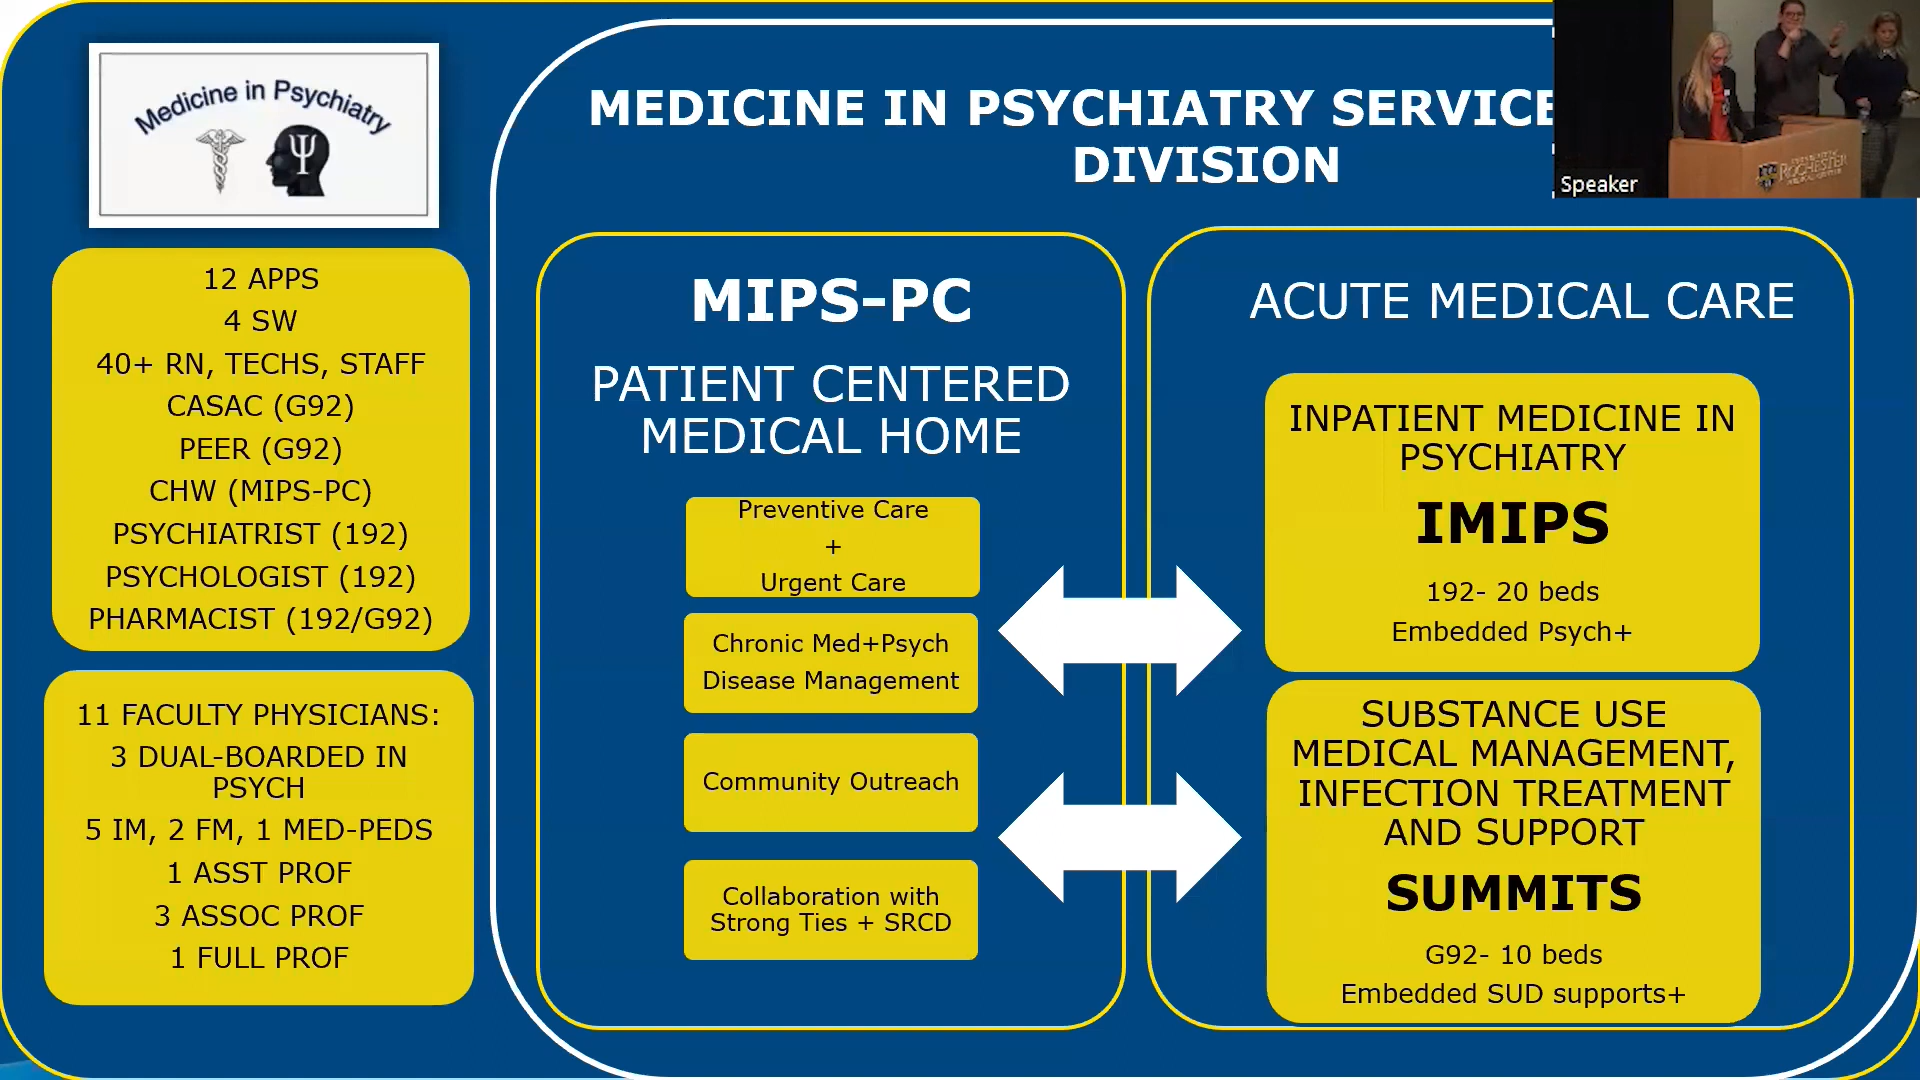 Medicine in Psychiatry
Ψ
12 APPS
4 SW
40+ RN, TECHS, STAFF
CASAC (G92)
PEER (G92)
CHW (MIPS-PC)
PSYCHIATRIST (192)
PSYCHOLOGIST (192)
PHARMACIST (192/G92)
11 FACULTY PHYSICIANS:
3 DUAL-BOARDED IN
PSYCH
5 IM, 2 FM, 1 MED-PEDS
1 ASST PROF
3 ASSOC PROF
1 FULL PROF
MEDICINE IN PSYCHIATRY SERVICE
DIVISION
MIPS-PC
PATIENT CENTERED
MEDICAL HOME
Preventive Care
+
Urgent Care
Chronic Med+Psych
Disease Management
Community Outreach
Collaboration with
Strong Ties + SRCD
ACUTE MEDICAL CARE
INPATIENT MEDICINE IN
PSYCHIATRY
IMIPS
192- 20 beds
Embedded Psych+
SUBSTANCE USE
MEDICAL MANAGEMENT,
INFECTION TREATMENT
AND SUPPORT
SUMMITS
G92- 10 beds
Embedded SUD supports+
Speaker
UNIVERSITY of
ROCHESTER
MEDICAL CENTER